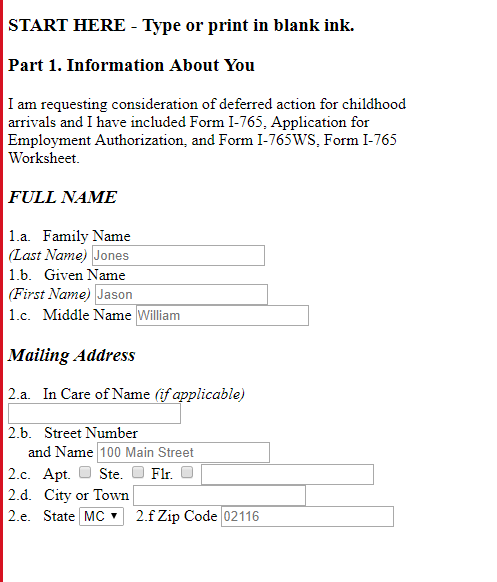 START HERE - Type or print in blank ink.
Part 1. Information About You
I am requesting consideration of deferred action for childhood
arrivals and I have included Form I-765, Application for
Employment Authorization, and Form I-765WS, Form I-765
Worksheet.
FULL NAME
1.a. Family Name
(Last Name) Jones
1.b. Given Name
(First Name) Jason
1.c. Middle Name William
Mailing Address
2.a. In Care of Name (if applicable)
2.b. Street Number
and Name 100 Main Street
2.c. Apt. Ste. Flr.
2.d. City or Town
2.e. State MC 2.f Zip Code 02116